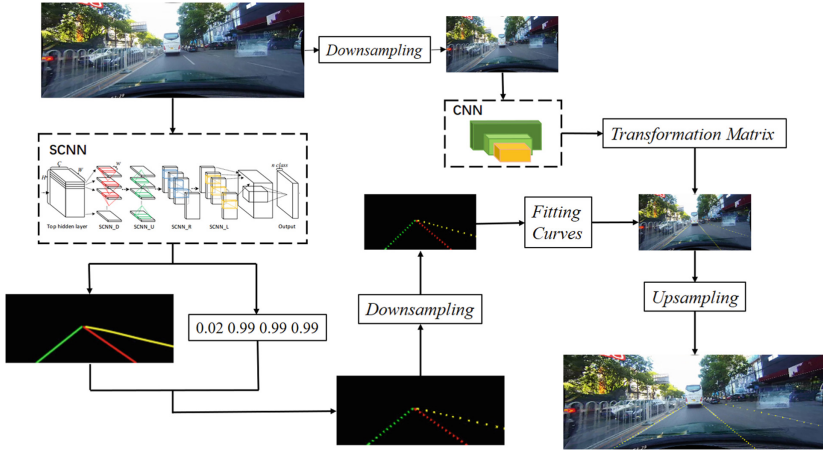 Downsampling
CNN
Transformation Matrix
SCNN
C
H
W
w
n class
Top hidden layer
SCNN_D
SCNN_U
SCNN_R
SCNN_L
Output
Fitting
Curves
Downsampling
Upsampling
0.02 0.99 0.99 0.99